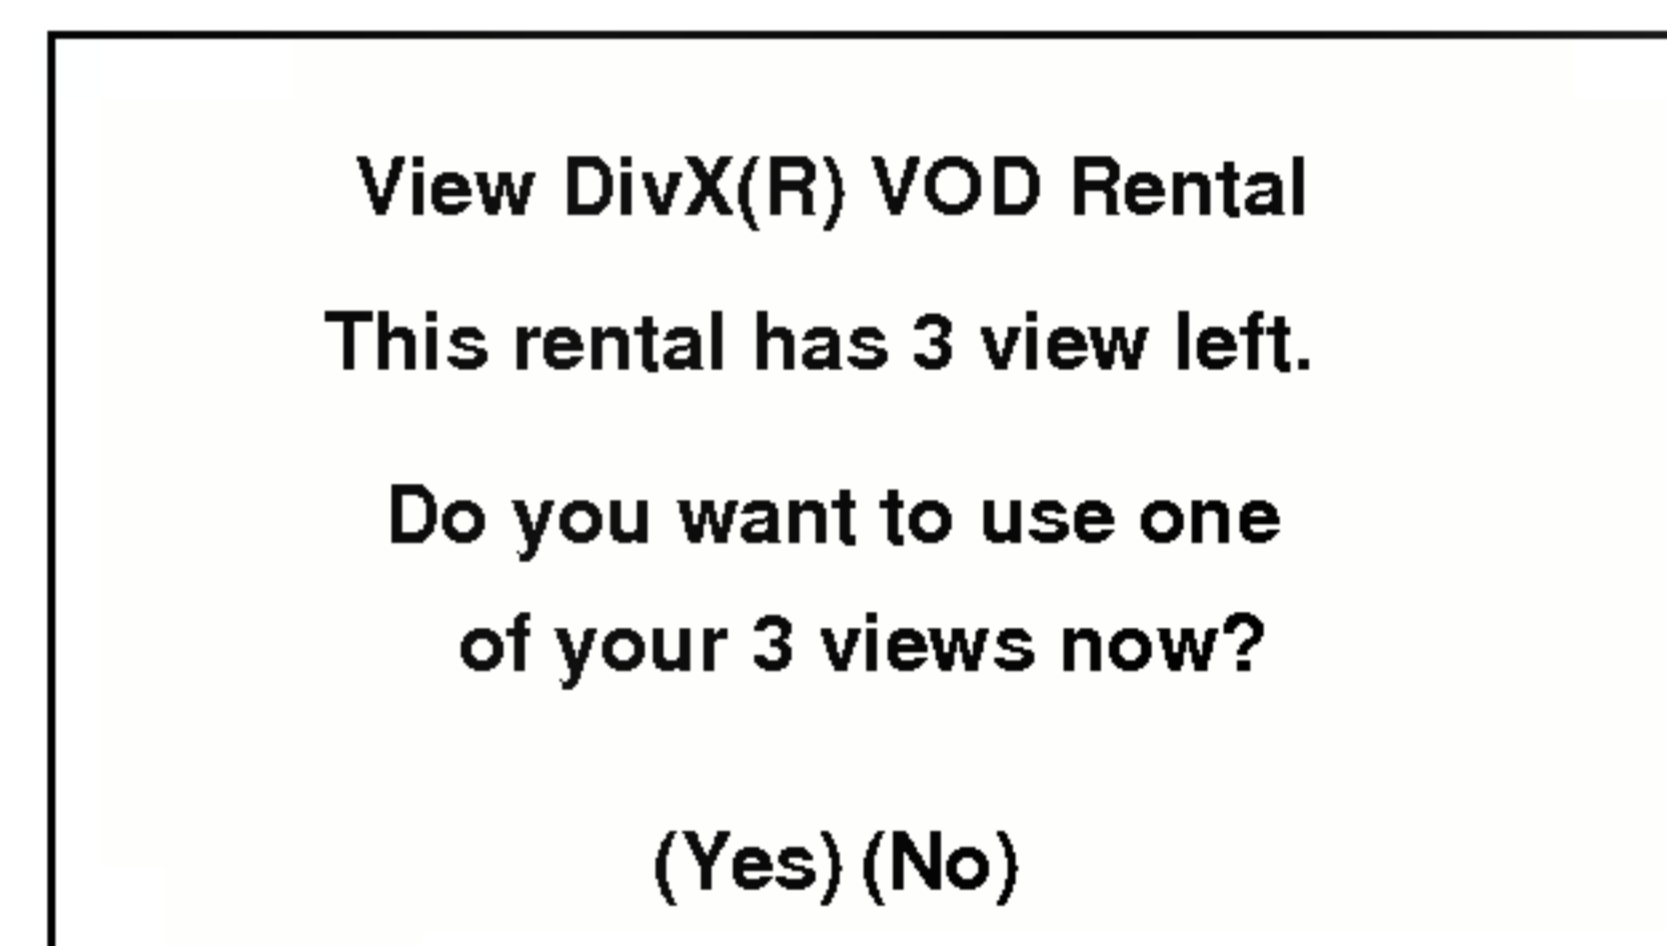 View DivX(R) VOD Rental
This rental has 3 view left.
Do you want to use one
of your 3 views now?
(Yes) (No)